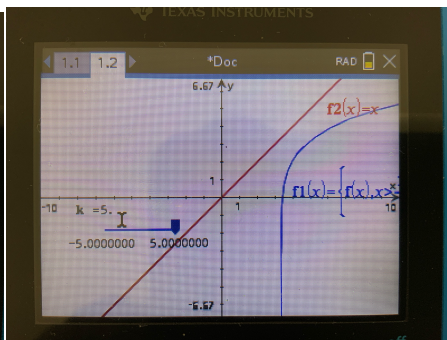 TEXAS INSTRUMENTS
1.1 1.2 *Doc RAD
6.67 y
f2(x)=x
1
f1(x)={f(x),x>
x
-10 k =5. 1 10
-5.0000000 5.0000000
-6.67